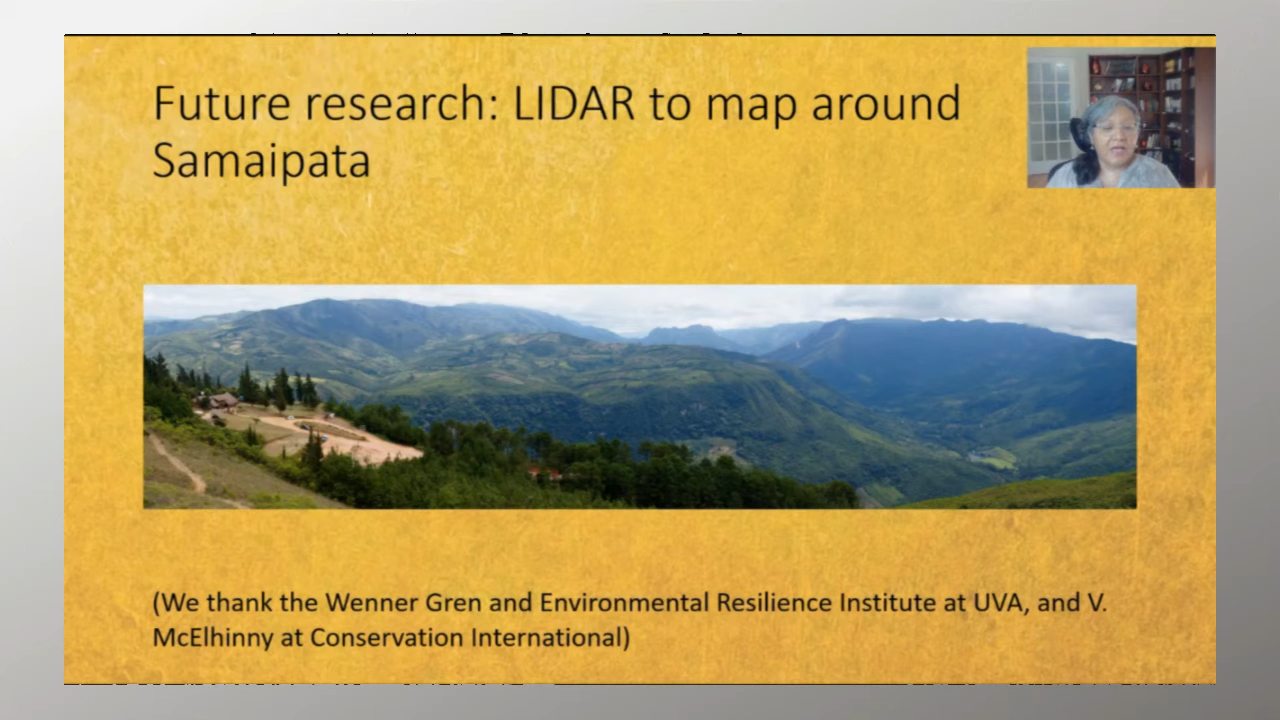 Future research: LIDAR to map around
Samaipata
(We thank the Wenner Gren and Environmental Resilience Institute at UVA, and V.
McElhinny at Conservation International)